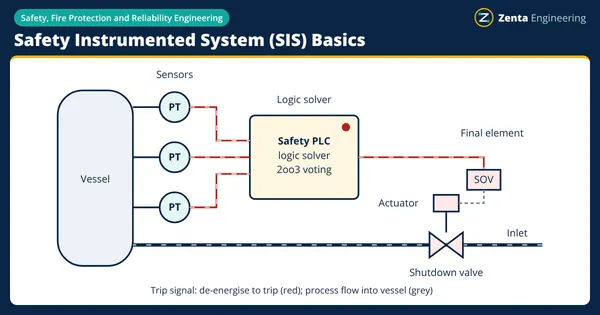 Safety, Fire Protection and Reliability Engineering
Zenta Engineering
Safety Instrumented System (SIS) Basics
Sensors
Logic solver
Final element
Vessel
PT
PT
PT
Safety PLC
logic solver
2oo3 voting
SOV
Actuator
Inlet
Shutdown valve
Trip signal: de-energise to trip (red); process flow into vessel (grey)